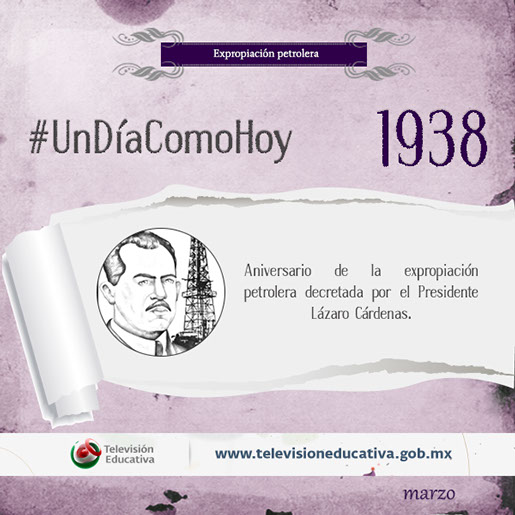 Expropiación petrolera
#UnDíaComoHoy
1938
Aniversario de la expropiación
petrolera decretada por el Presidente
Lázaro Cárdenas.
Televisión
Educativa
www.televisioneducativa.gob.mx
marzo